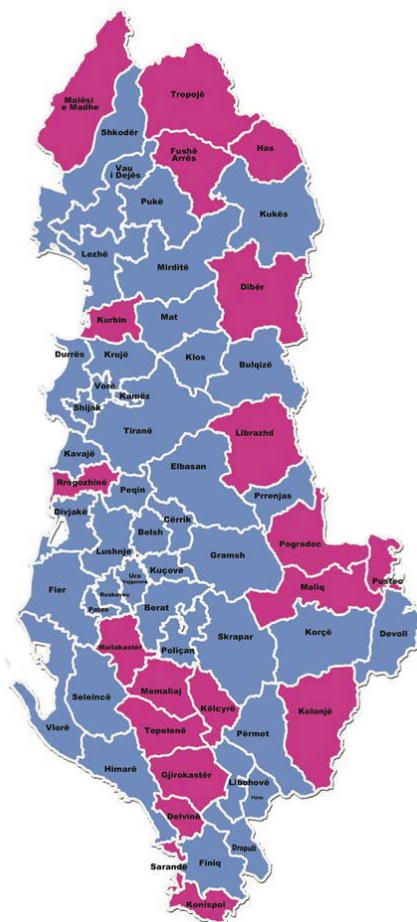 Malësi
e Madhe
Tropojë
Shkodër
Fushë
Arrës
Has
Vau
i Dejës
Pukë
Kukës
Lezhë
Mirditë
Dibër
Kurbin
Mat
Durrës
Krujë
Klos
Bulqizë
Vorë
Kamëz
Shijak
Tiranë
Librazhd
Kavajë
Elbasan
Rrogozhinë
Peqin
Prrenjas
Divjakë
Cërrik
Belsh
Lushnje
Gramsh
Pogradec
Kuçovë
Ura
Fier
Maliq
Pustec
Roskovec
Patos
Berat
Korçë
Devoll
Mallakastër
Poliçan
Skrapar
Memaliaj
Seleincë
Këlcyrë
Kolonjë
Vlorë
Tepelenë
Përmet
Himarë
Gjirokastër
Libohovë
Delvinë
Dropull
Sarandë
Finiq
Konispol